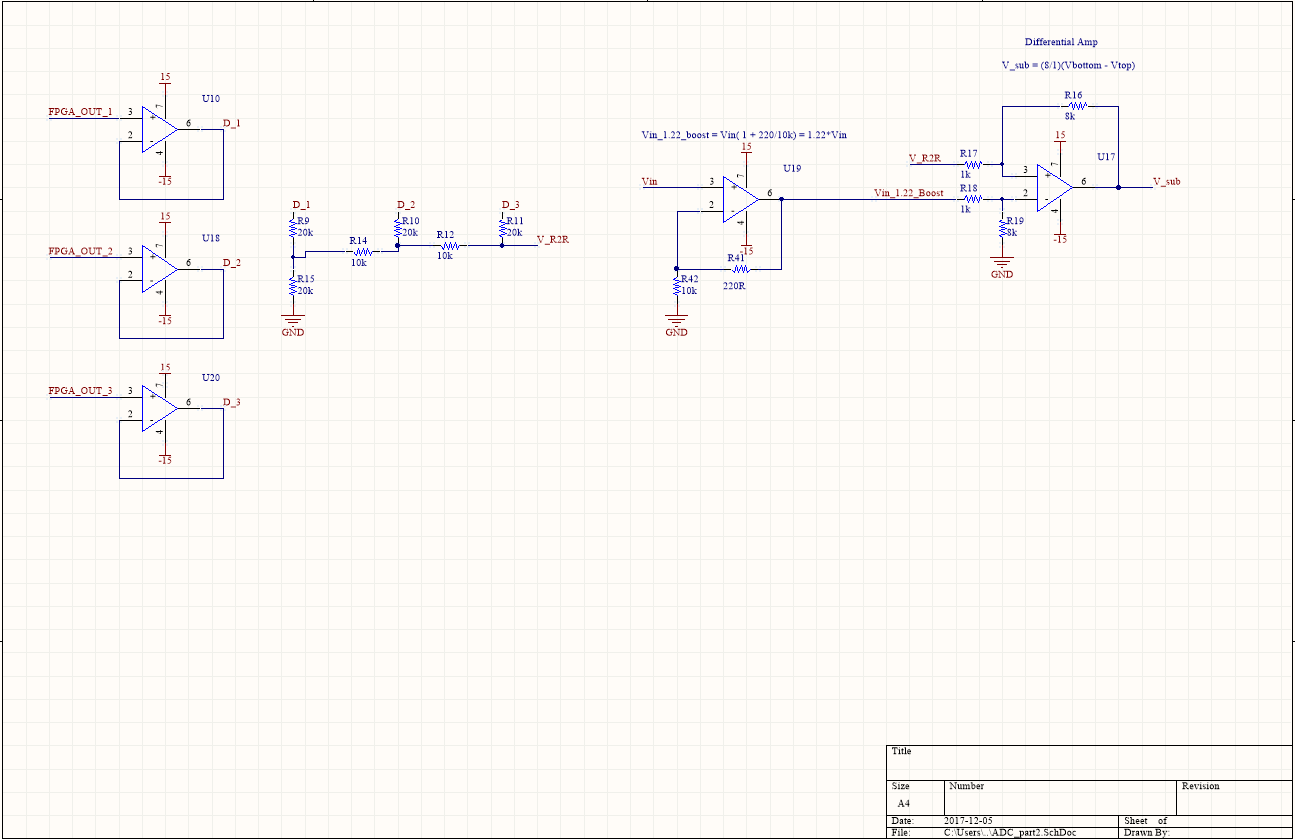 Differential Amp
V_sub = (8/1)(Vbottom - Vtop)
15
U10
FPGA_OUT_1
3
7
+
6
D_1
2
-
4
-15
15
U18
FPGA_OUT_2
3
7
+
6
D_2
2
-
4
-15
15
U20
FPGA_OUT_3
3
7
+
6
D_3
2
-
4
-15
D_1
R9
20k
D_2
R10
20k
D_3
R11
20k
R14
10k
R12
10k
V_R2R
R15
20k
GND
Vin_1.22_boost = Vin( 1 + 220/10k) = 1.22*Vin
15
U19
Vin
3
7
+
6
2
-
4
-15
R41
220R
R42
10k
GND
Vin_1.22_Boost
R16
8k
15
U17
V_R2R
R17
1k
3
7
+
6
V_sub
R18
1k
2
-
4
-15
R19
8k
GND
Title
Size
Number
Revision
A4
Date:
2017-12-05
Sheet of
File:
C:\Users\..\ADC_part2.SchDoc
Drawn By: